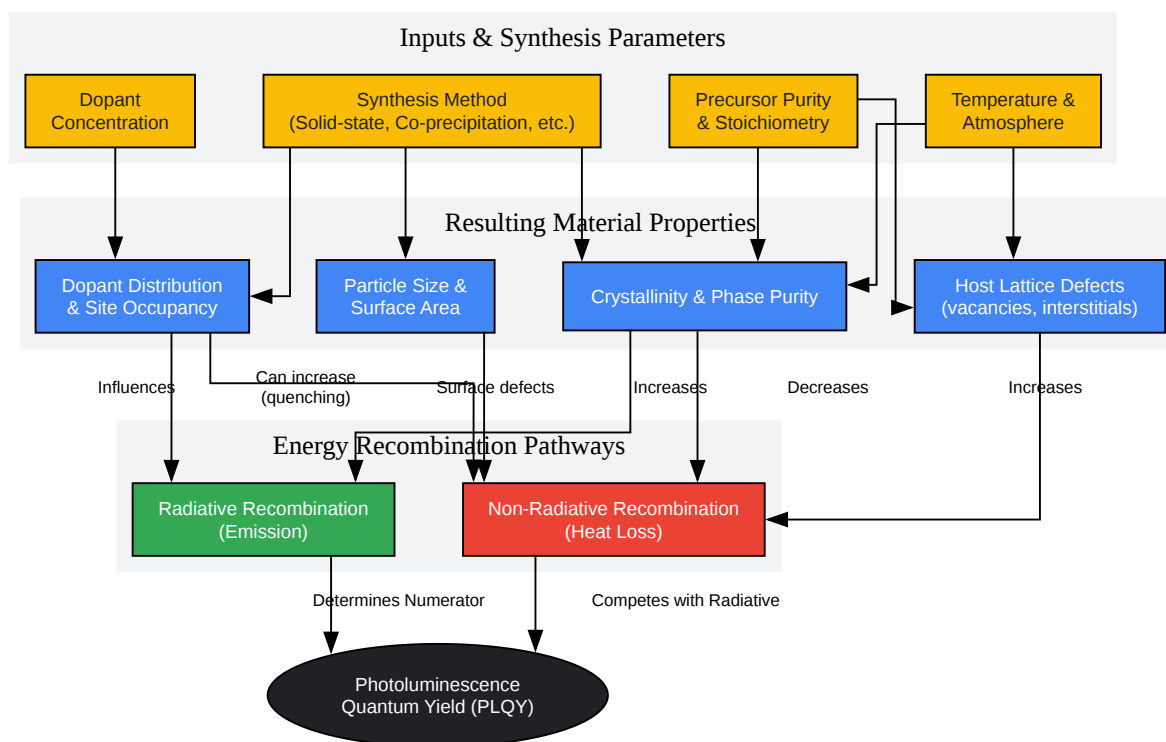 Inputs & Synthesis Parameters
Dopant
Concentration
Synthesis Method
(Solid-state, Co-precipitation, etc.)
Precursor Purity
& Stoichiometry
Temperature &
Atmosphere
Resulting Material Properties
Dopant Distribution
& Site Occupancy
Particle Size &
Surface Area
Crystallinity & Phase Purity
Host Lattice Defects
(vacancies, interstitials)
Influences
Can increase
(quenching)
Surface defects
Increases
Decreases
Increases
Energy Recombination Pathways
Radiative Recombination
(Emission)
Non-Radiative Recombination
(Heat Loss)
Determines Numerator
Competes with Radiative
Photoluminescence
Quantum Yield (PLQY)